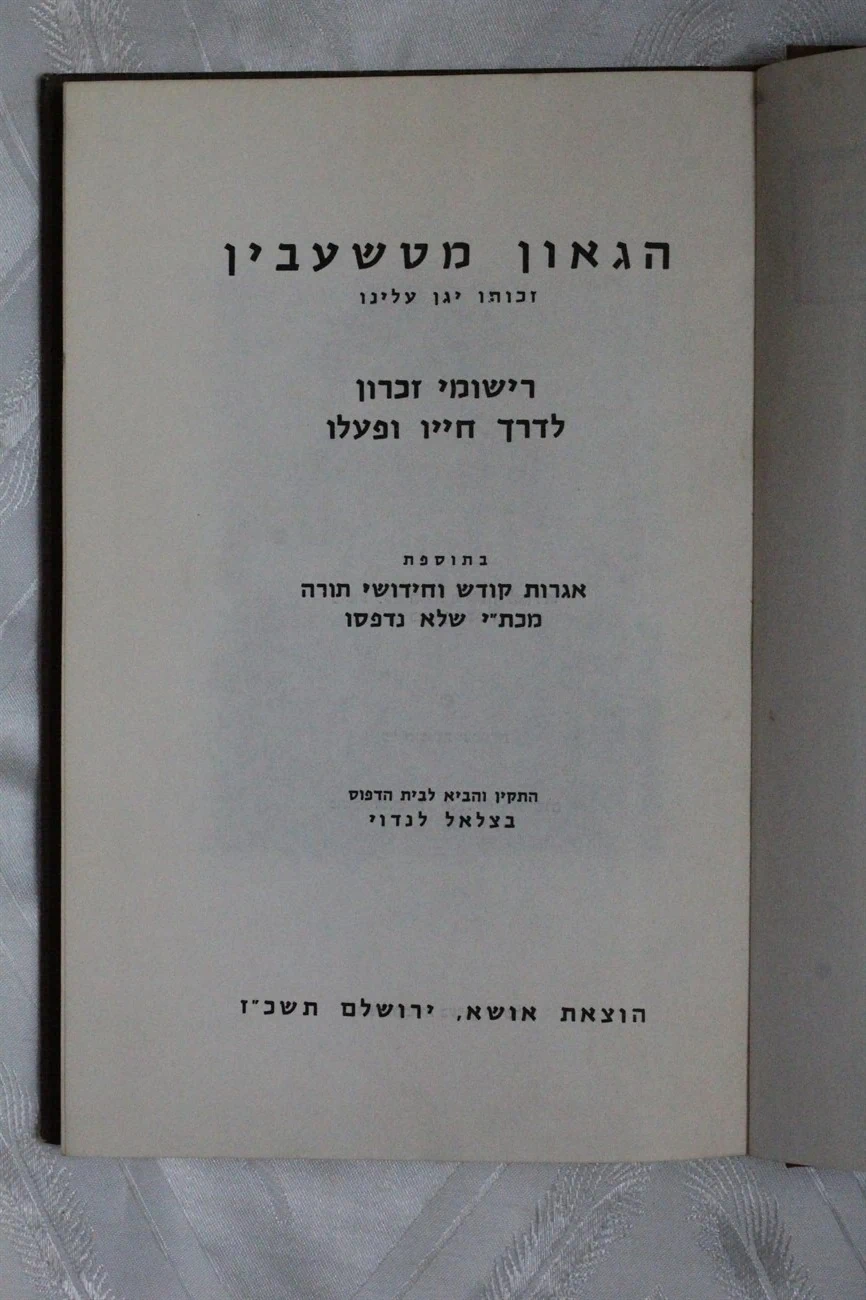 הגאון מטשעבין
זכותו יגן עלינו
רישומי זכרון
לדרך חייו ופעלו
בתוספת
אגרות קודש וחידושי תורה
מכת״י שלא נדפסו
התקין והביא לבית הדפוס
בצלאל לנדוי
הוצאת אושא, ירושלם תשכ״ז